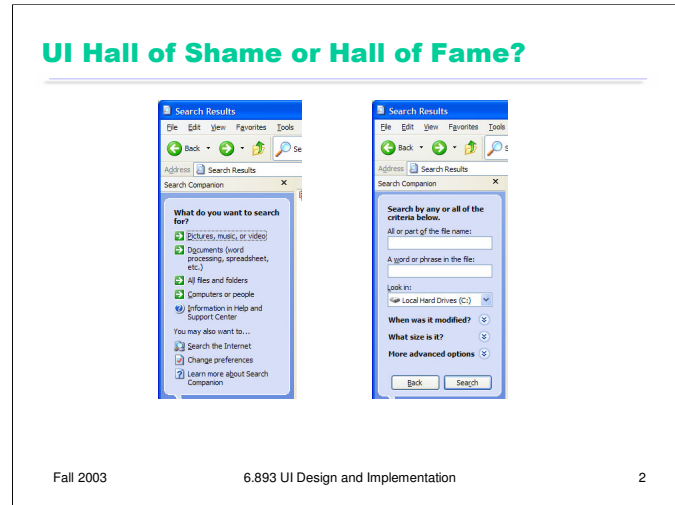 UI Hall of Shame or Hall of Fame?
Search Results
File Edit View Favorites Tools
Back
Address Search Results
Search Companion
What do you want to search
for?
Pictures, music, or video
Documents (word
processing, spreadsheet,
etc.)
All files and folders
Computers or people
Information in Help and
Support Center
You may also want to...
Search the Internet
Change preferences
Learn more about Search
Companion
Search Results
File Edit View Favorites Tools
Back
Address Search Results
Search Companion
Search by any or all of the
criteria below.
All or part of the file name:
A word or phrase in the file:
Look in:
Local Hard Drives (C:)
When was it modified?
What size is it?
More advanced options
Back Search
Fall 2003 6.893 UI Design and Implementation 2